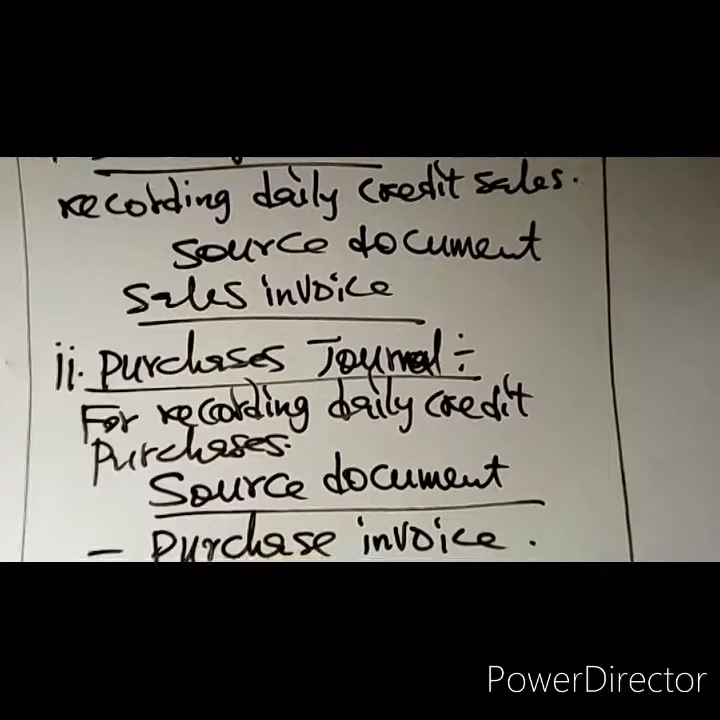 recording daily credit sales.
Source document
Sales invoice
ii. Purchases Journal :-
For recording daily credit
Purchases.
Source document
- Purchase invoice .
PowerDirector